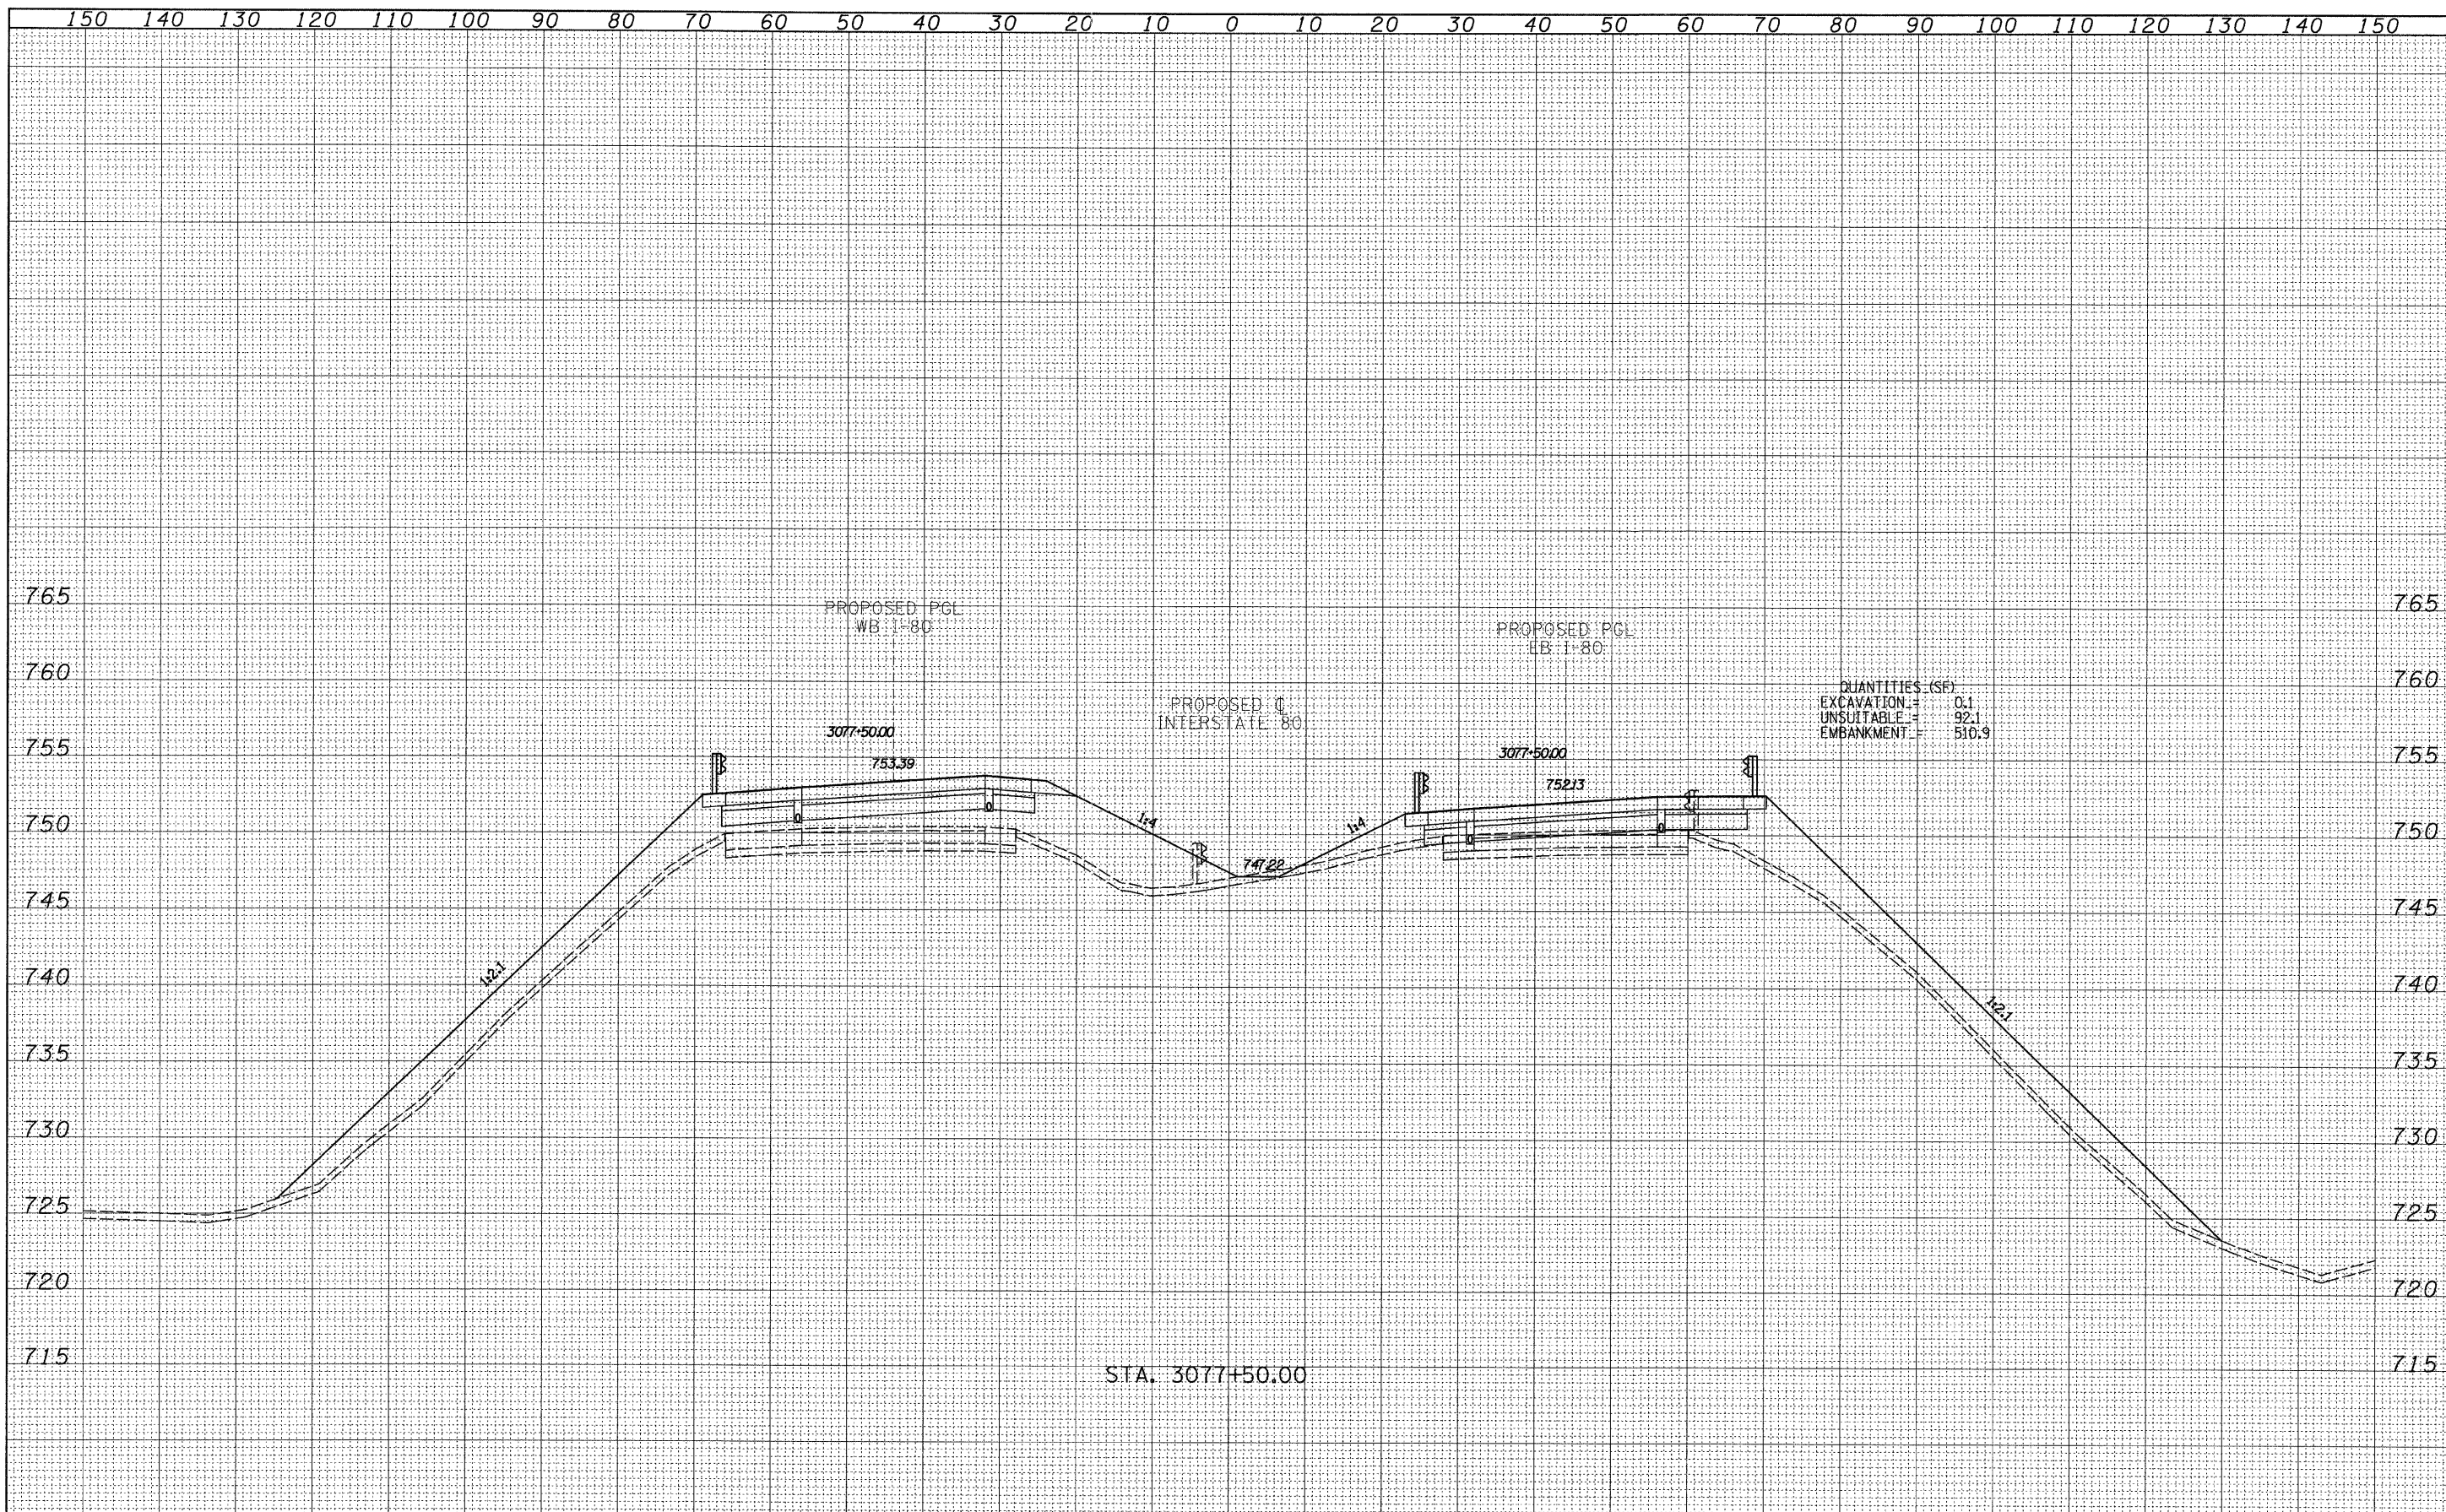 150 140 130 120 110 100 90 80 70 60 50 40 30 20 10 0 10 20 30 40 50 60 70 80 90 100 110 120 130 140 150
765 765
PROPOSED PGL
WB I-80
PROPOSED PGL
EB I-80
760 760
QUANTITIES (SF)
EXCAVATION = 0.1
UNSUITABLE = 92.1
EMBANKMENT = 510.9
PROPOSED ℄
INTERSTATE 80
3077+50.00
3077+50.00
755 755
753.39
752.13
750 750
1:4
1:4
747.22
745 745
740 740
1:2.1
1:2.1
735 735
730 730
725 725
720 720
715 715
STA. 3077+50.00